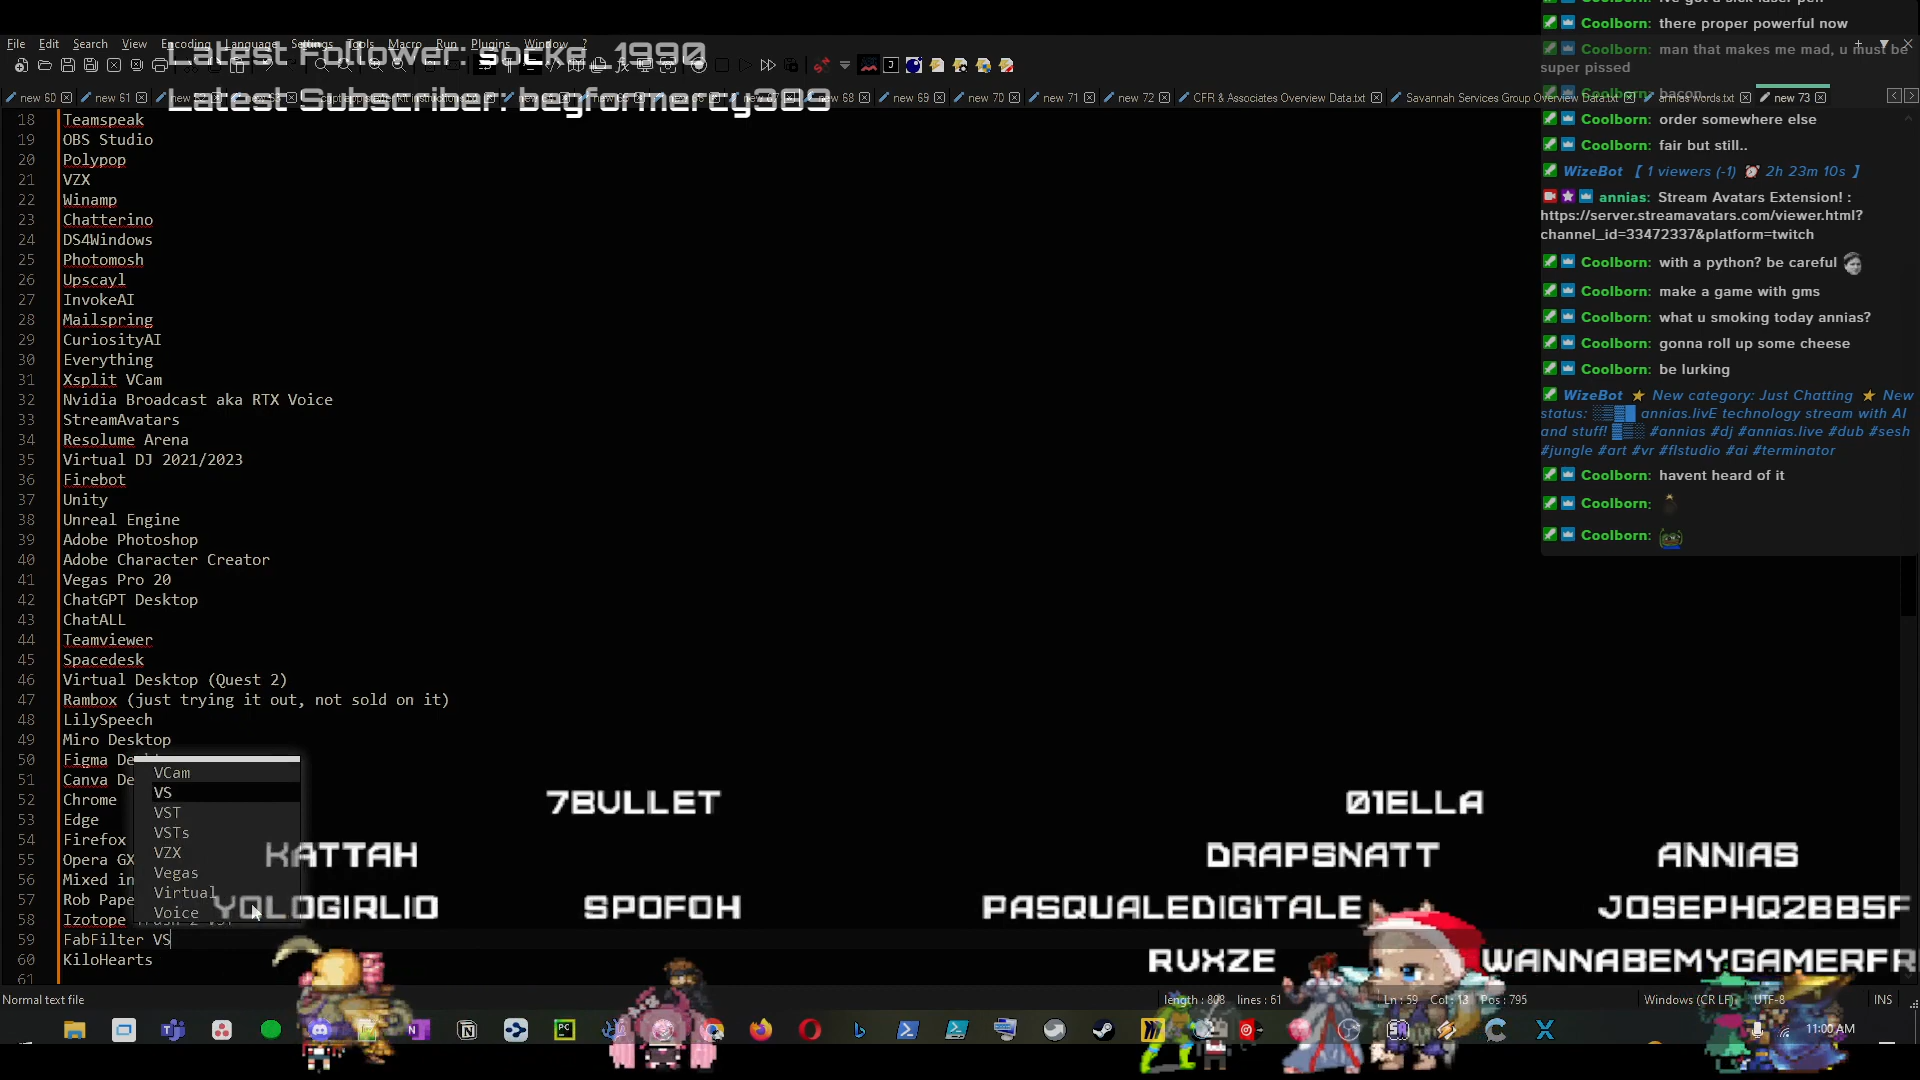 File Edit Search View Encoding Language Settings Tools Macro Run Plugins Window ?
Latest Follower: socke_1990
Latest Subscriber: begformercy309
new 60 new 61 new 68 new 69 new 70 new 71 new 72 CFR & Associates Overview Data.txt Savannah Services Group Overview Data.txt annias words.txt new 73
18 Teamspeak
19 OBS Studio
20 Polypop
21 VZX
22 Winamp
23 Chatterino
24 DS4Windows
25 Photomosh
26 Upscayl
27 InvokeAI
28 Mailspring
29 CuriosityAI
30 Everything
31 Xsplit VCam
32 Nvidia Broadcast aka RTX Voice
33 StreamAvatars
34 Resolume Arena
35 Virtual DJ 2021/2023
36 Firebot
37 Unity
38 Unreal Engine
39 Adobe Photoshop
40 Adobe Character Creator
41 Vegas Pro 20
42 ChatGPT Desktop
43 ChatALL
44 Teamviewer
45 Spacedesk
46 Virtual Desktop (Quest 2)
47 Rambox (just trying it out, not sold on it)
48 LilySpeech
49 Miro Desktop
50 Figma De
51 Canva De
52 Chrome
53 Edge
54 Firefox
55 Opera GX
56 Mixed in
57 Rob Pape
58 Izotope
59 FabFilter VS
60 KiloHearts
61
VCam
VS
VST
VSTs
VZX
Vegas
Virtual
Voice
Coolborn: there proper powerful now
Coolborn: man that makes me mad, u must be
super pissed
Coolborn: bacon
Coolborn: order somewhere else
Coolborn: fair but still..
WizeBot [ 1 viewers (-1) 2h 23m 10s ]
annias: Stream Avatars Extension! :
https://server.streamavatars.com/viewer.html?
channel_id=33472337&platform=twitch
Coolborn: with a python? be careful
Coolborn: make a game with gms
Coolborn: what u smoking today annias?
Coolborn: gonna roll up some cheese
Coolborn: be lurking
WizeBot ★ New category: Just Chatting ★ New
status: ░▒▓█ annias.livE technology stream with AI
and stuff! ▓▒░ #annias #dj #annias.live #dub #sesh
#jungle #art #vr #flstudio #ai #terminator
Coolborn: havent heard of it
Coolborn:
Coolborn:
7BVLLET
01ELLA
KATTAH
DRAPSNATT
ANNIAS
YOLOGIRLIO
SPOFOH
PASQUALEDIGITALE
JOSEPHQ2BB5F
RVXZE
WANNABEMYGAMERFR
Normal text file length : 808 lines : 61 Ln : 59 Col : 13 Pos : 795 Windows (CR LF) UTF-8 INS
11:00 AM